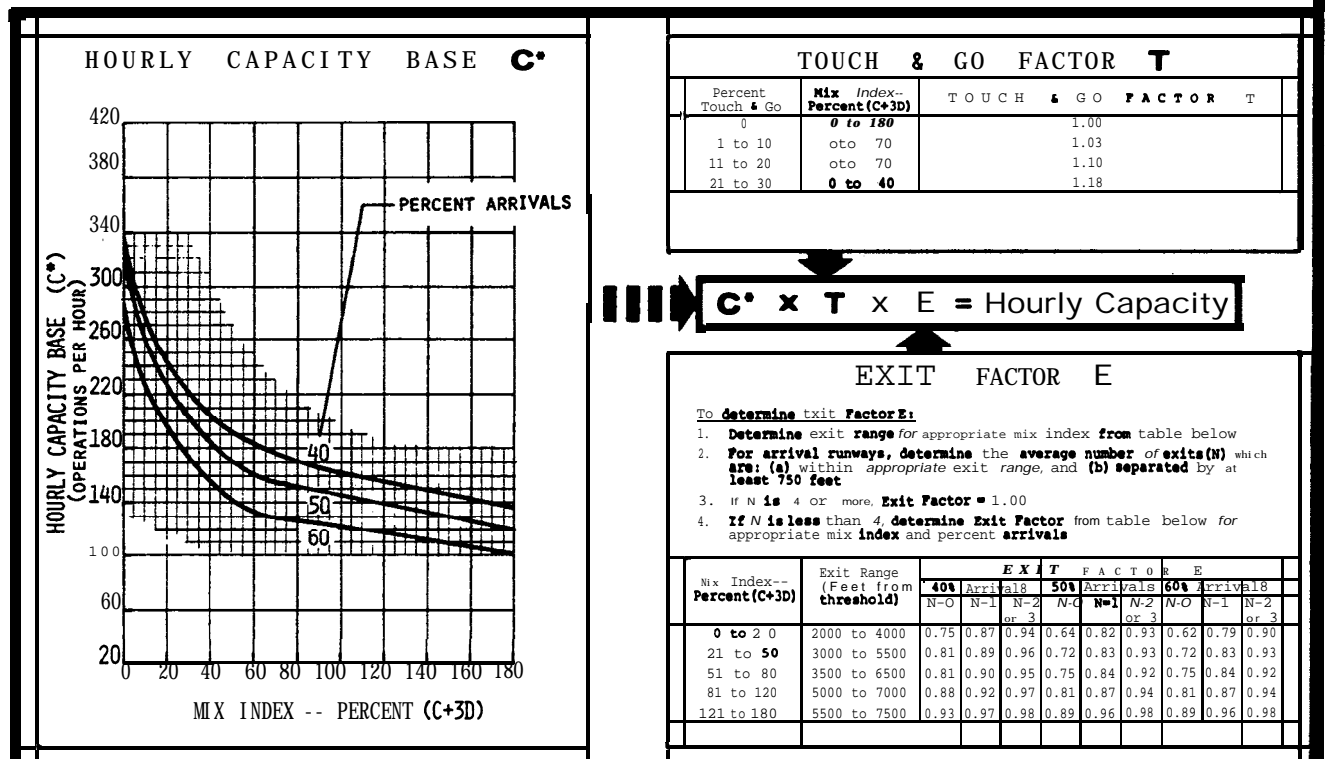 HOURLY CAPACITY BASE C*
420
380
340
300
260
220
180
140
100
60
20
HOURLY CAPACITY BASE (C*)
(OPERATIONS PER HOUR)
PERCENT ARRIVALS
40
50
60
0 20 40 60 80 100 120 140 160 180
MIX INDEX -- PERCENT (C+3D)
TOUCH & GO FACTOR T
Percent Touch & Go | Mix Index-- Percent(C+3D) | TOUCH & GO FACTOR T
0 0 to 180 1.00
1 to 10 oto 70 1.03
11 to 20 oto 70 1.10
21 to 30 0 to 40 1.18
C* x T x E = Hourly Capacity
EXIT FACTOR E
To determine txit Factor E:
1. Determine exit range for appropriate mix index from table below
2. For arrival runways, determine the average number of exits(N) which
are: (a) within appropriate exit range, and (b) separated by at
least 750 feet
3. If N is 4 or more, Exit Factor = 1.00
4. If N is less than 4, determine Exit Factor from table below for
appropriate mix index and percent arrivals
Nix Index-- Percent(C+3D) | Exit Range (Feet from threshold) | EXIT FACTOR E
40% Arrival8 50% Arrivals 60% Arrival8
N-0 N-1 N-2 or 3 N-0 N=1 N-2 or 3 N-0 N-1 N-2 or 3
0 to 2 0 2000 to 4000 0.75 0.87 0.94 0.64 0.82 0.93 0.62 0.79 0.90
21 to 50 3000 to 5500 0.81 0.89 0.96 0.72 0.83 0.93 0.72 0.83 0.93
51 to 80 3500 to 6500 0.81 0.90 0.95 0.75 0.84 0.92 0.75 0.84 0.92
81 to 120 5000 to 7000 0.88 0.92 0.97 0.81 0.87 0.94 0.81 0.87 0.94
121 to 180 5500 to 7500 0.93 0.97 0.98 0.89 0.96 0.98 0.89 0.96 0.98